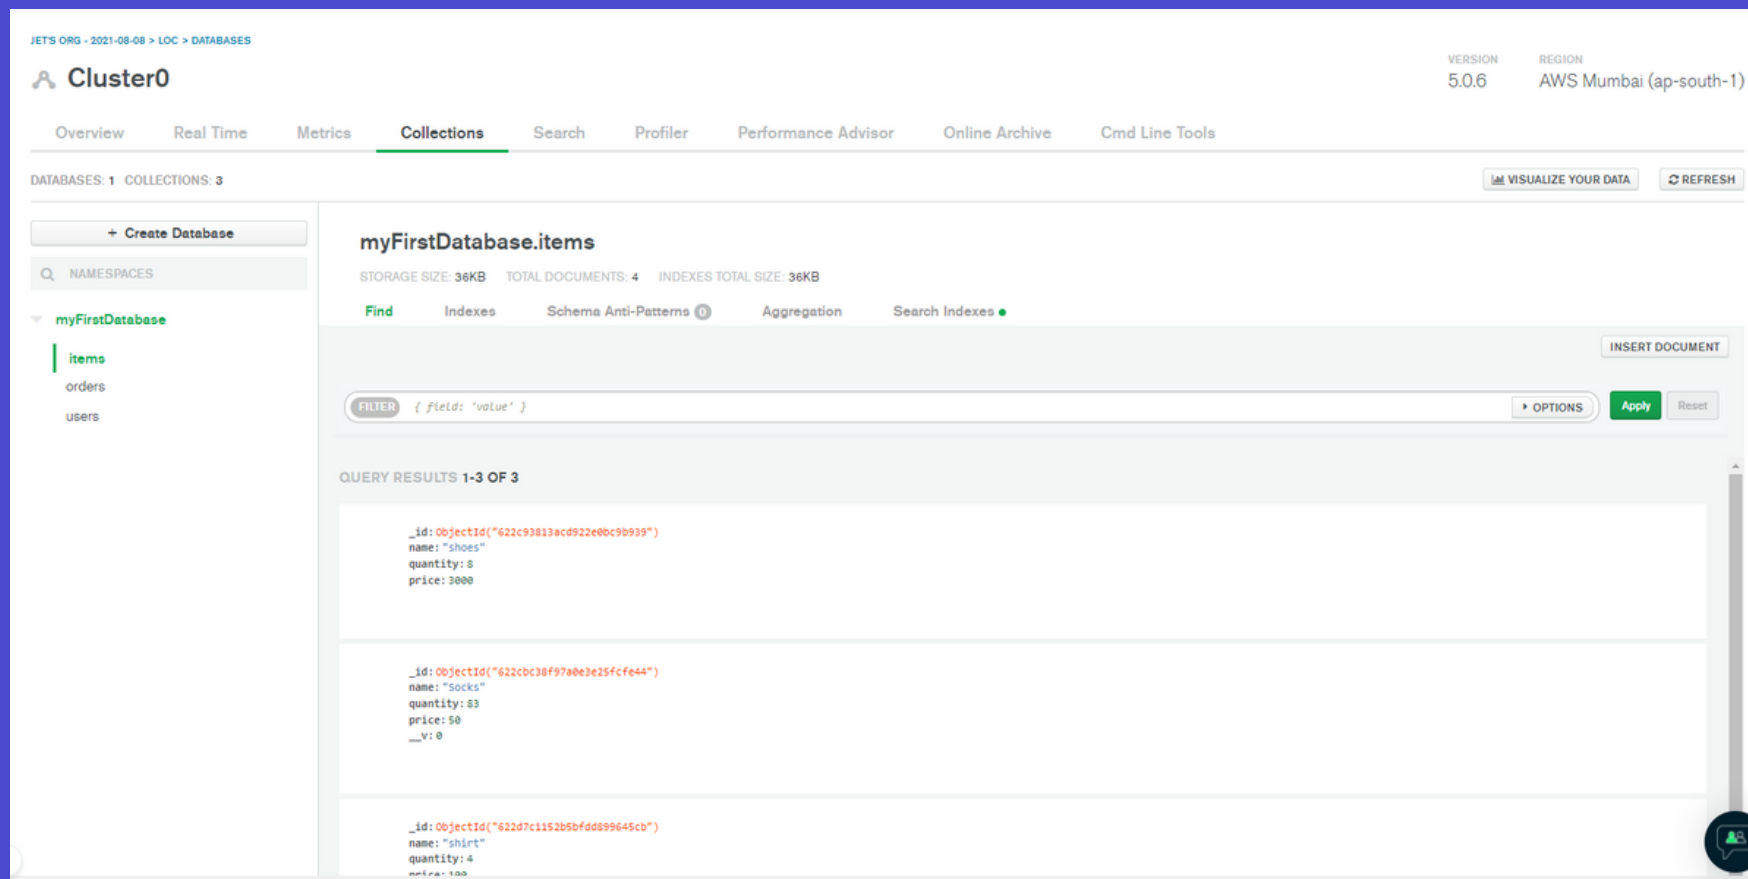 JET'S ORG - 2021-08-08 > LOC > DATABASES
Cluster0
VERSION
5.0.6
REGION
AWS Mumbai (ap-south-1)
Overview Real Time Metrics Collections Search Profiler Performance Advisor Online Archive Cmd Line Tools
DATABASES: 1 COLLECTIONS: 3
VISUALIZE YOUR DATA REFRESH
+ Create Database
NAMESPACES
myFirstDatabase
items
orders
users
myFirstDatabase.items
STORAGE SIZE: 36KB TOTAL DOCUMENTS: 4 INDEXES TOTAL SIZE: 36KB
Find Indexes Schema Anti-Patterns 0 Aggregation Search Indexes
INSERT DOCUMENT
FILTER { field: 'value' } OPTIONS Apply Reset
QUERY RESULTS 1-3 OF 3
_id: ObjectId("622c93813acd922e0bc9b939")
name: "shoes"
quantity: 8
price: 3000
_id: ObjectId("622cbc38f97a0e3e25fcfe44")
name: "Socks"
quantity: 83
price: 50
__v: 0
_id: ObjectId("622d7c1152b5bfdd899645cb")
name: "shirt"
quantity: 4
price: 100